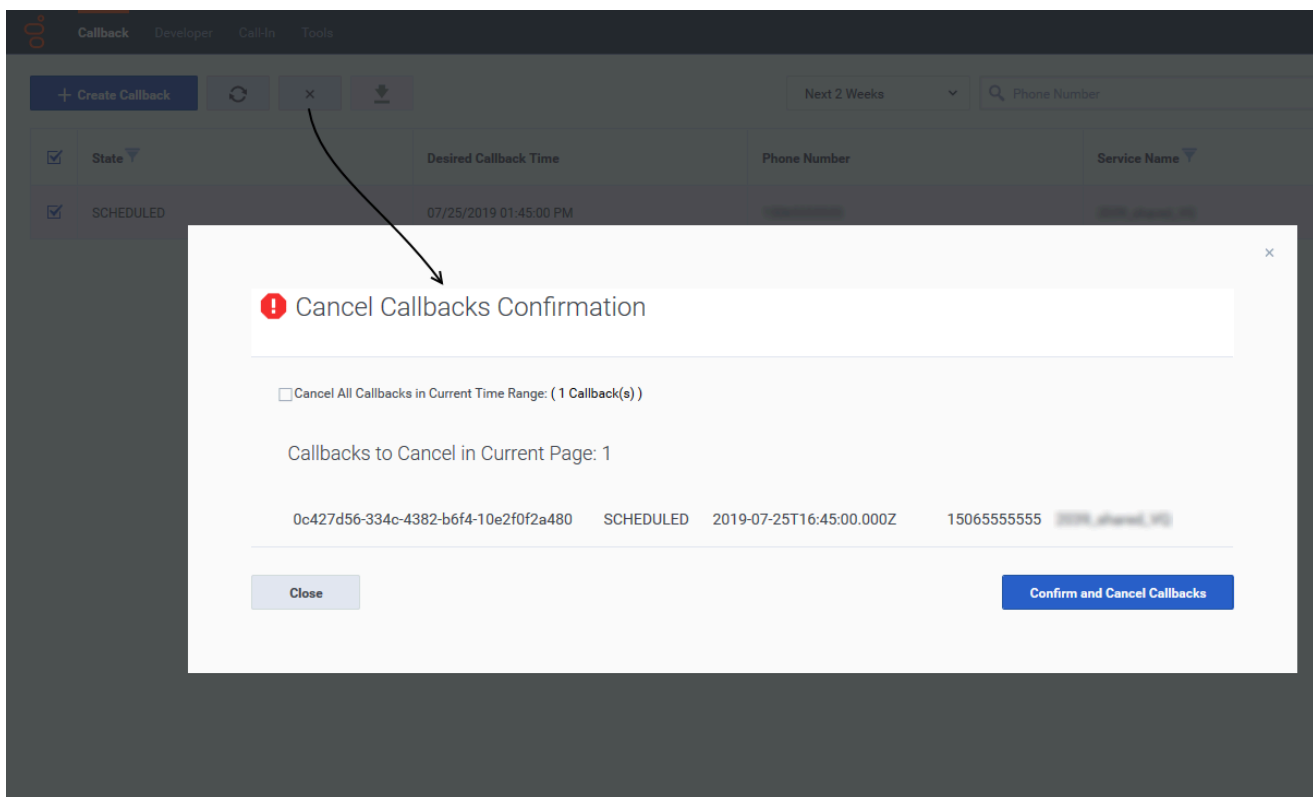 Callback Developer Call-In Tools
+ Create Callback Next 2 Weeks Phone Number
State Desired Callback Time Phone Number Service Name
SCHEDULED 07/25/2019 01:45:00 PM
Cancel Callbacks Confirmation
Cancel All Callbacks in Current Time Range: ( 1 Callback(s) )
Callbacks to Cancel in Current Page: 1
0c427d56-334c-4382-b6f4-10e2f0f2a480 SCHEDULED 2019-07-25T16:45:00.000Z 15065555555
Close Confirm and Cancel Callbacks